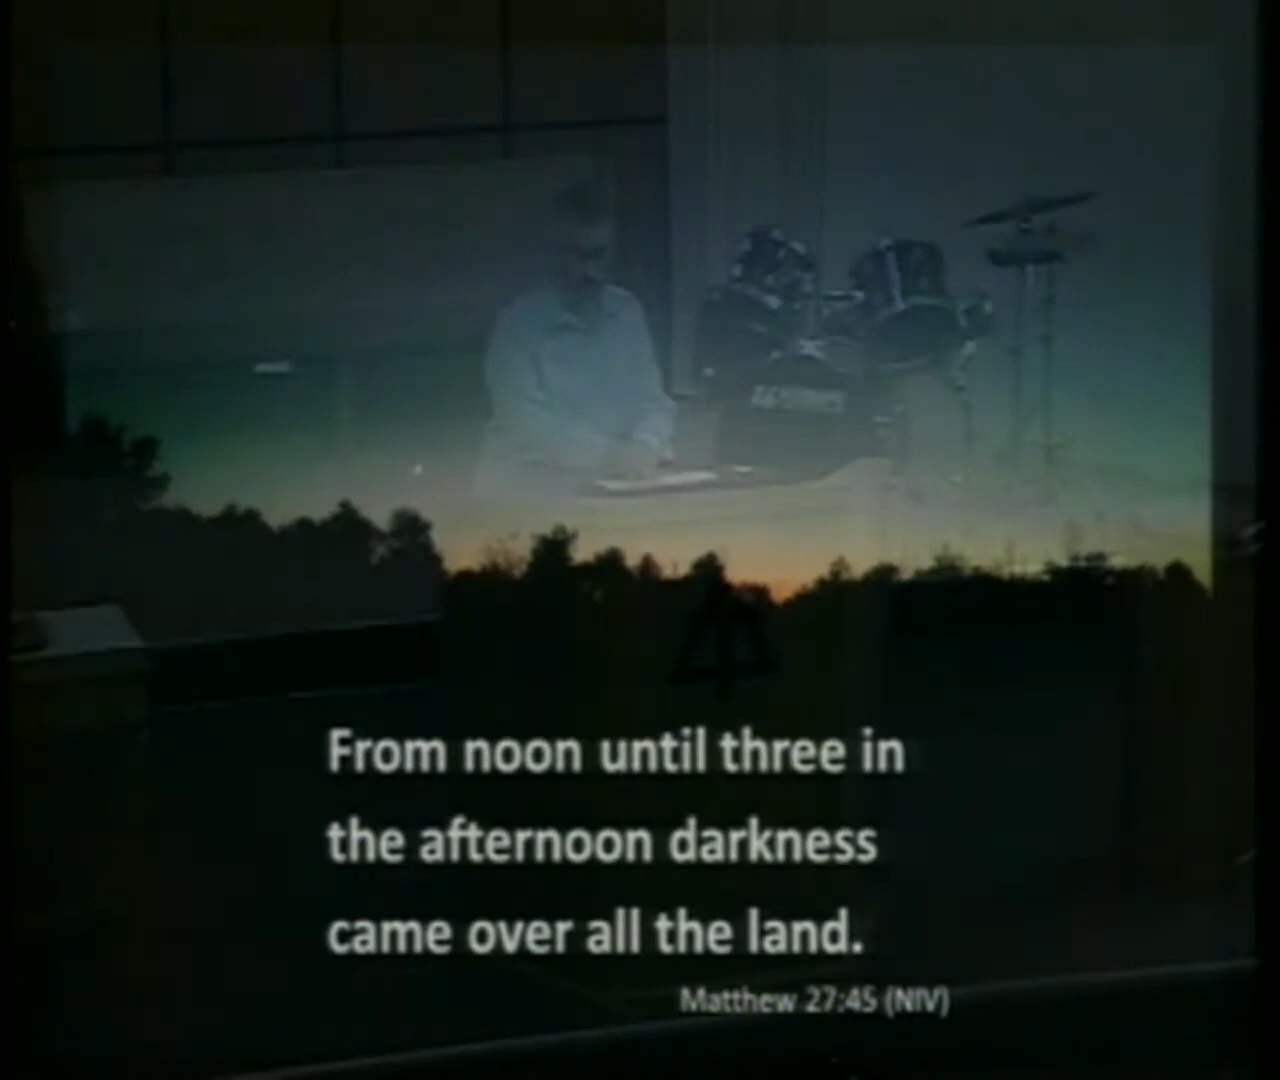 From noon until three in
the afternoon darkness
came over all the land.
Matthew 27:45 (NIV)